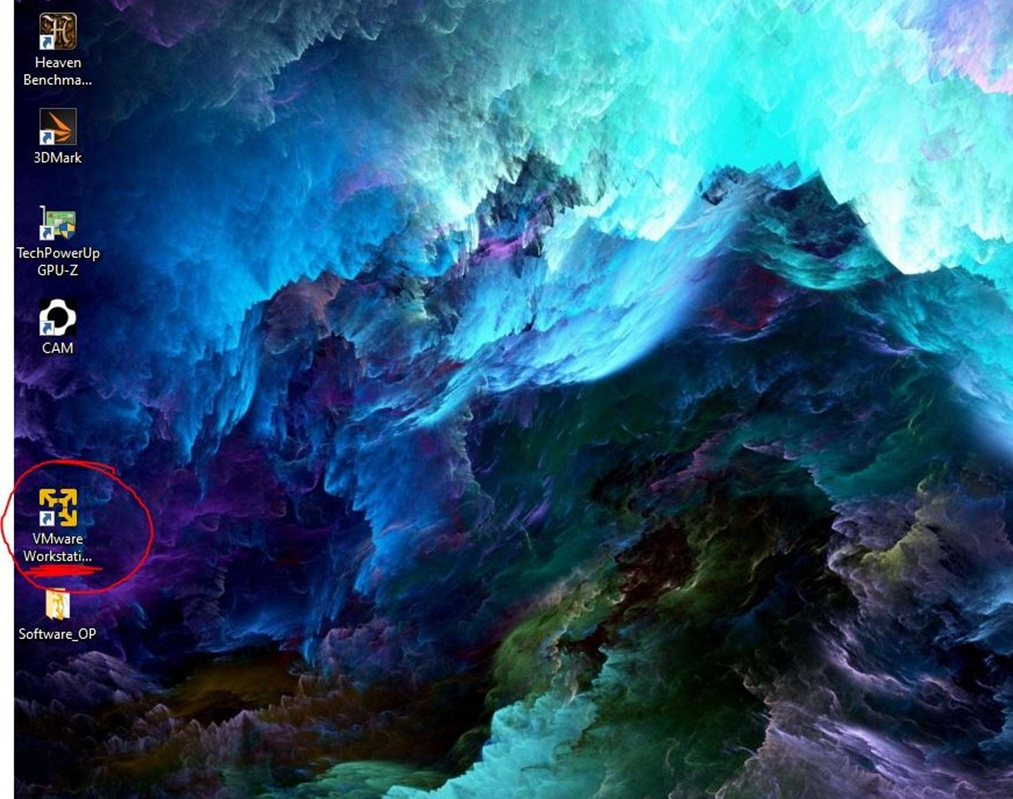 Heaven
Benchma...
3DMark
TechPowerUp
GPU-Z
CAM
VMware
Workstati...
Software_OP